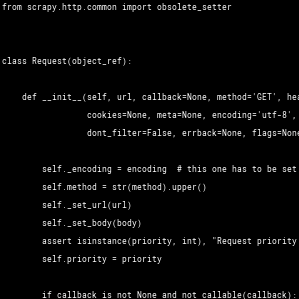 from scrapy.http.common import obsolete_setter
class Request(object_ref):
def __init__(self, url, callback=None, method='GET',
cookies=None, meta=None, encoding='utf-8',
dont_filter=False, errback=None, flags=None
self._encoding = encoding  # this one has to be set
self.method = str(method).upper()
self._set_url(url)
self._set_body(body)
assert isinstance(priority, int), "Request priority
self.priority = priority
if callback is not None and not callable(callback):